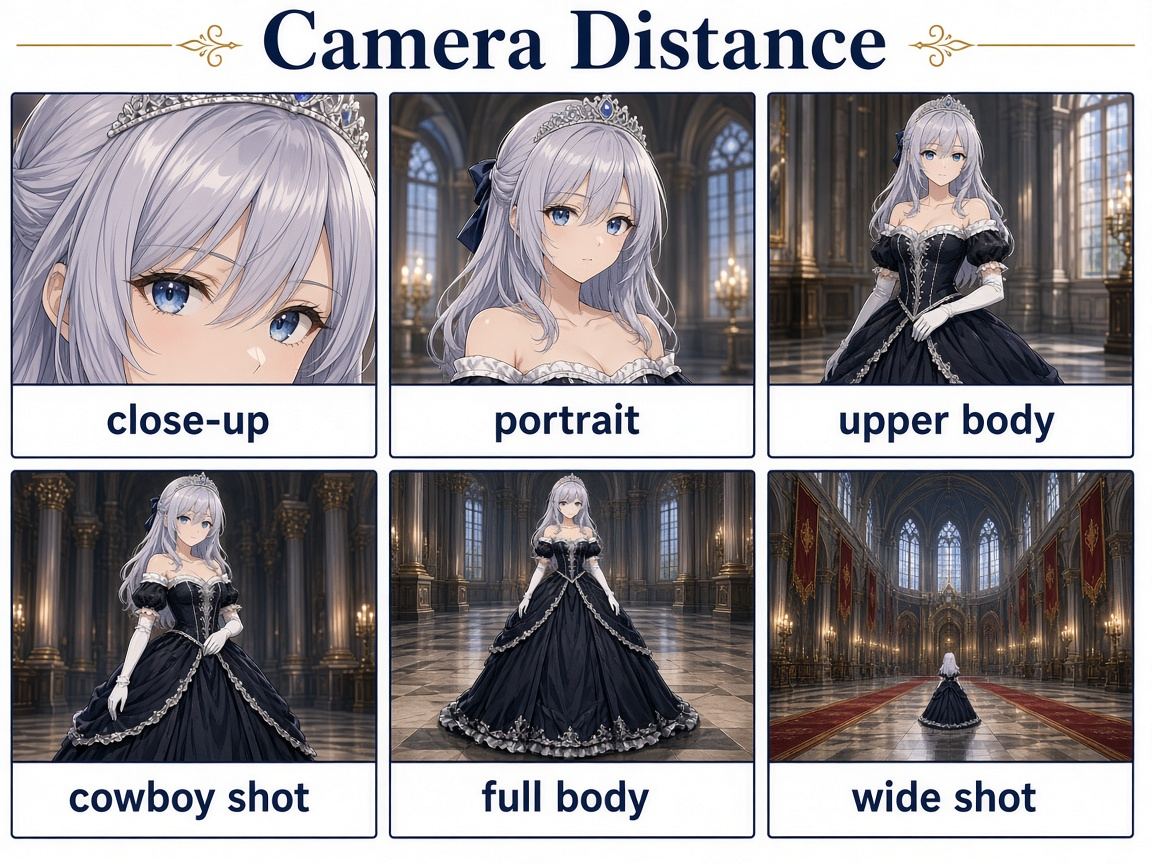 Camera Distance
close-up
portrait
upper body
cowboy shot
full body
wide shot